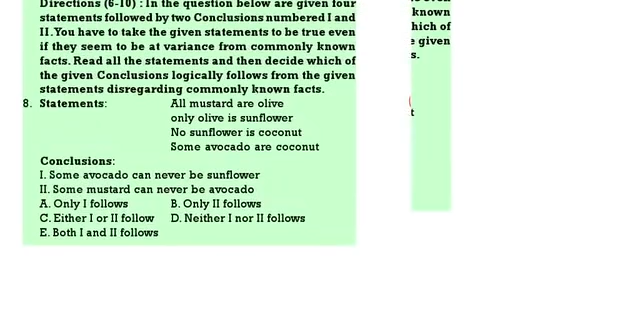 Directions (6-10) : In the question below are given four
statements followed by two Conclusions numbered I and
II.You have to take the given statements to be true even
if they seem to be at variance from commonly known
facts. Read all the statements and then decide which of
the given Conclusions logically follows from the given
statements disregarding commonly known facts.
8. Statements: All mustard are olive
only olive is sunflower
No sunflower is coconut
Some avocado are coconut
Conclusions:
I. Some avocado can never be sunflower
II. Some mustard can never be avocado
A. Only I follows B. Only II follows
C. Either I or II follow D. Neither I nor II follows
E. Both I and II follows
known
hich of
given
s.
t